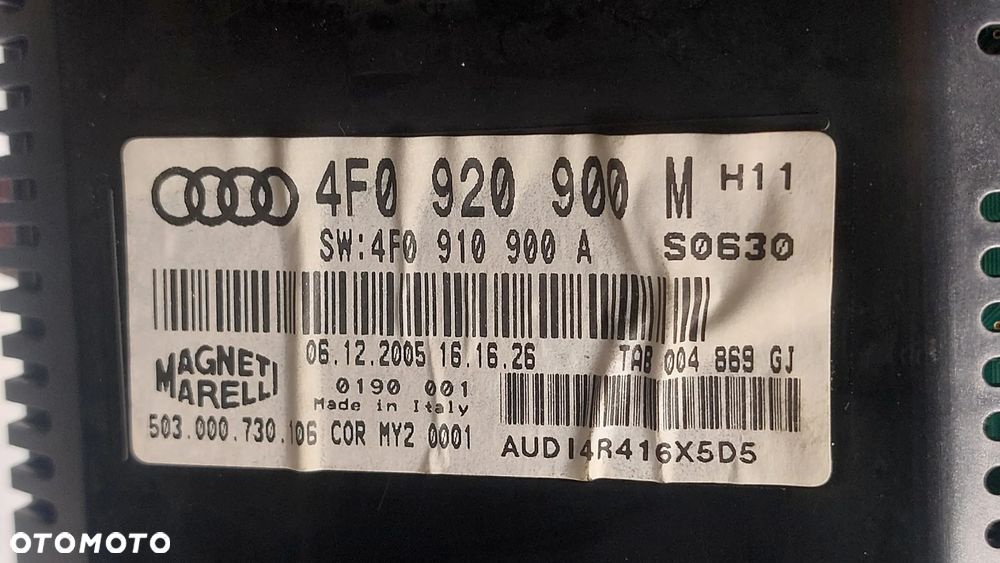 4F0 920 900 M H11
SW:4F0 910 900 A S0630
06.12.2005 16.16.26 TAB 004 869 GJ
MAGNETI
MARELLI
0190 001
Made in Italy
503.000.730.106 COR MY2 0001
AUDI4R416X5D5
OTOMOTO